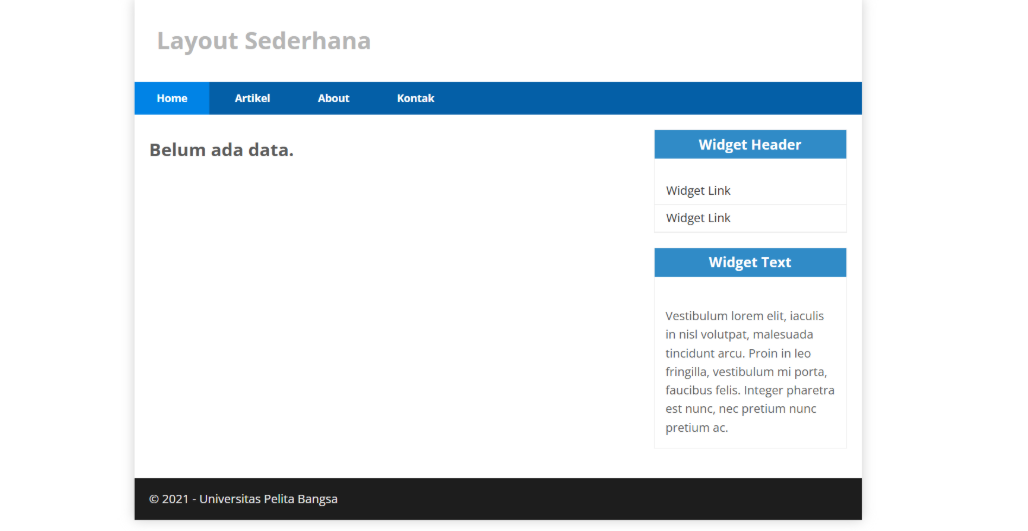 Layout Sederhana
Home Artikel About Kontak
Belum ada data.
Widget Header
Widget Link
Widget Link
Widget Text
Vestibulum lorem elit, iaculis
in nisl volutpat, malesuada
tincidunt arcu. Proin in leo
fringilla, vestibulum mi porta,
faucibus felis. Integer pharetra
est nunc, nec pretium nunc
pretium ac.
© 2021 - Universitas Pelita Bangsa